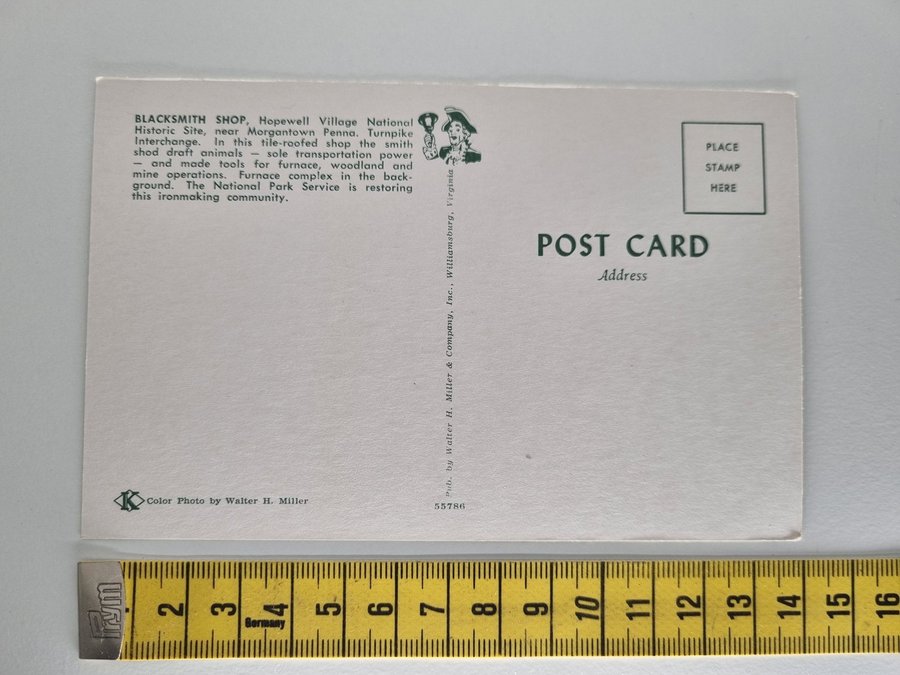 BLACKSMITH SHOP, Hopewell Village National
Historic Site, near Morgantown Penna. Turnpike
Interchange. In this tile-roofed shop the smith
shod draft animals — sole transportation power
— and made tools for furnace, woodland and
mine operations. Furnace complex in the back-
ground. The National Park Service is restoring
this ironmaking community.
PLACE
STAMP
HERE
POST CARD
Address
Pub. by Walter H. Miller & Company, Inc., Williamsburg, Virginia
K Color Photo by Walter H. Miller
55786
Prym
2 3 4 5 6 7 8 9 10 11 12 13 14 15 16
Germany